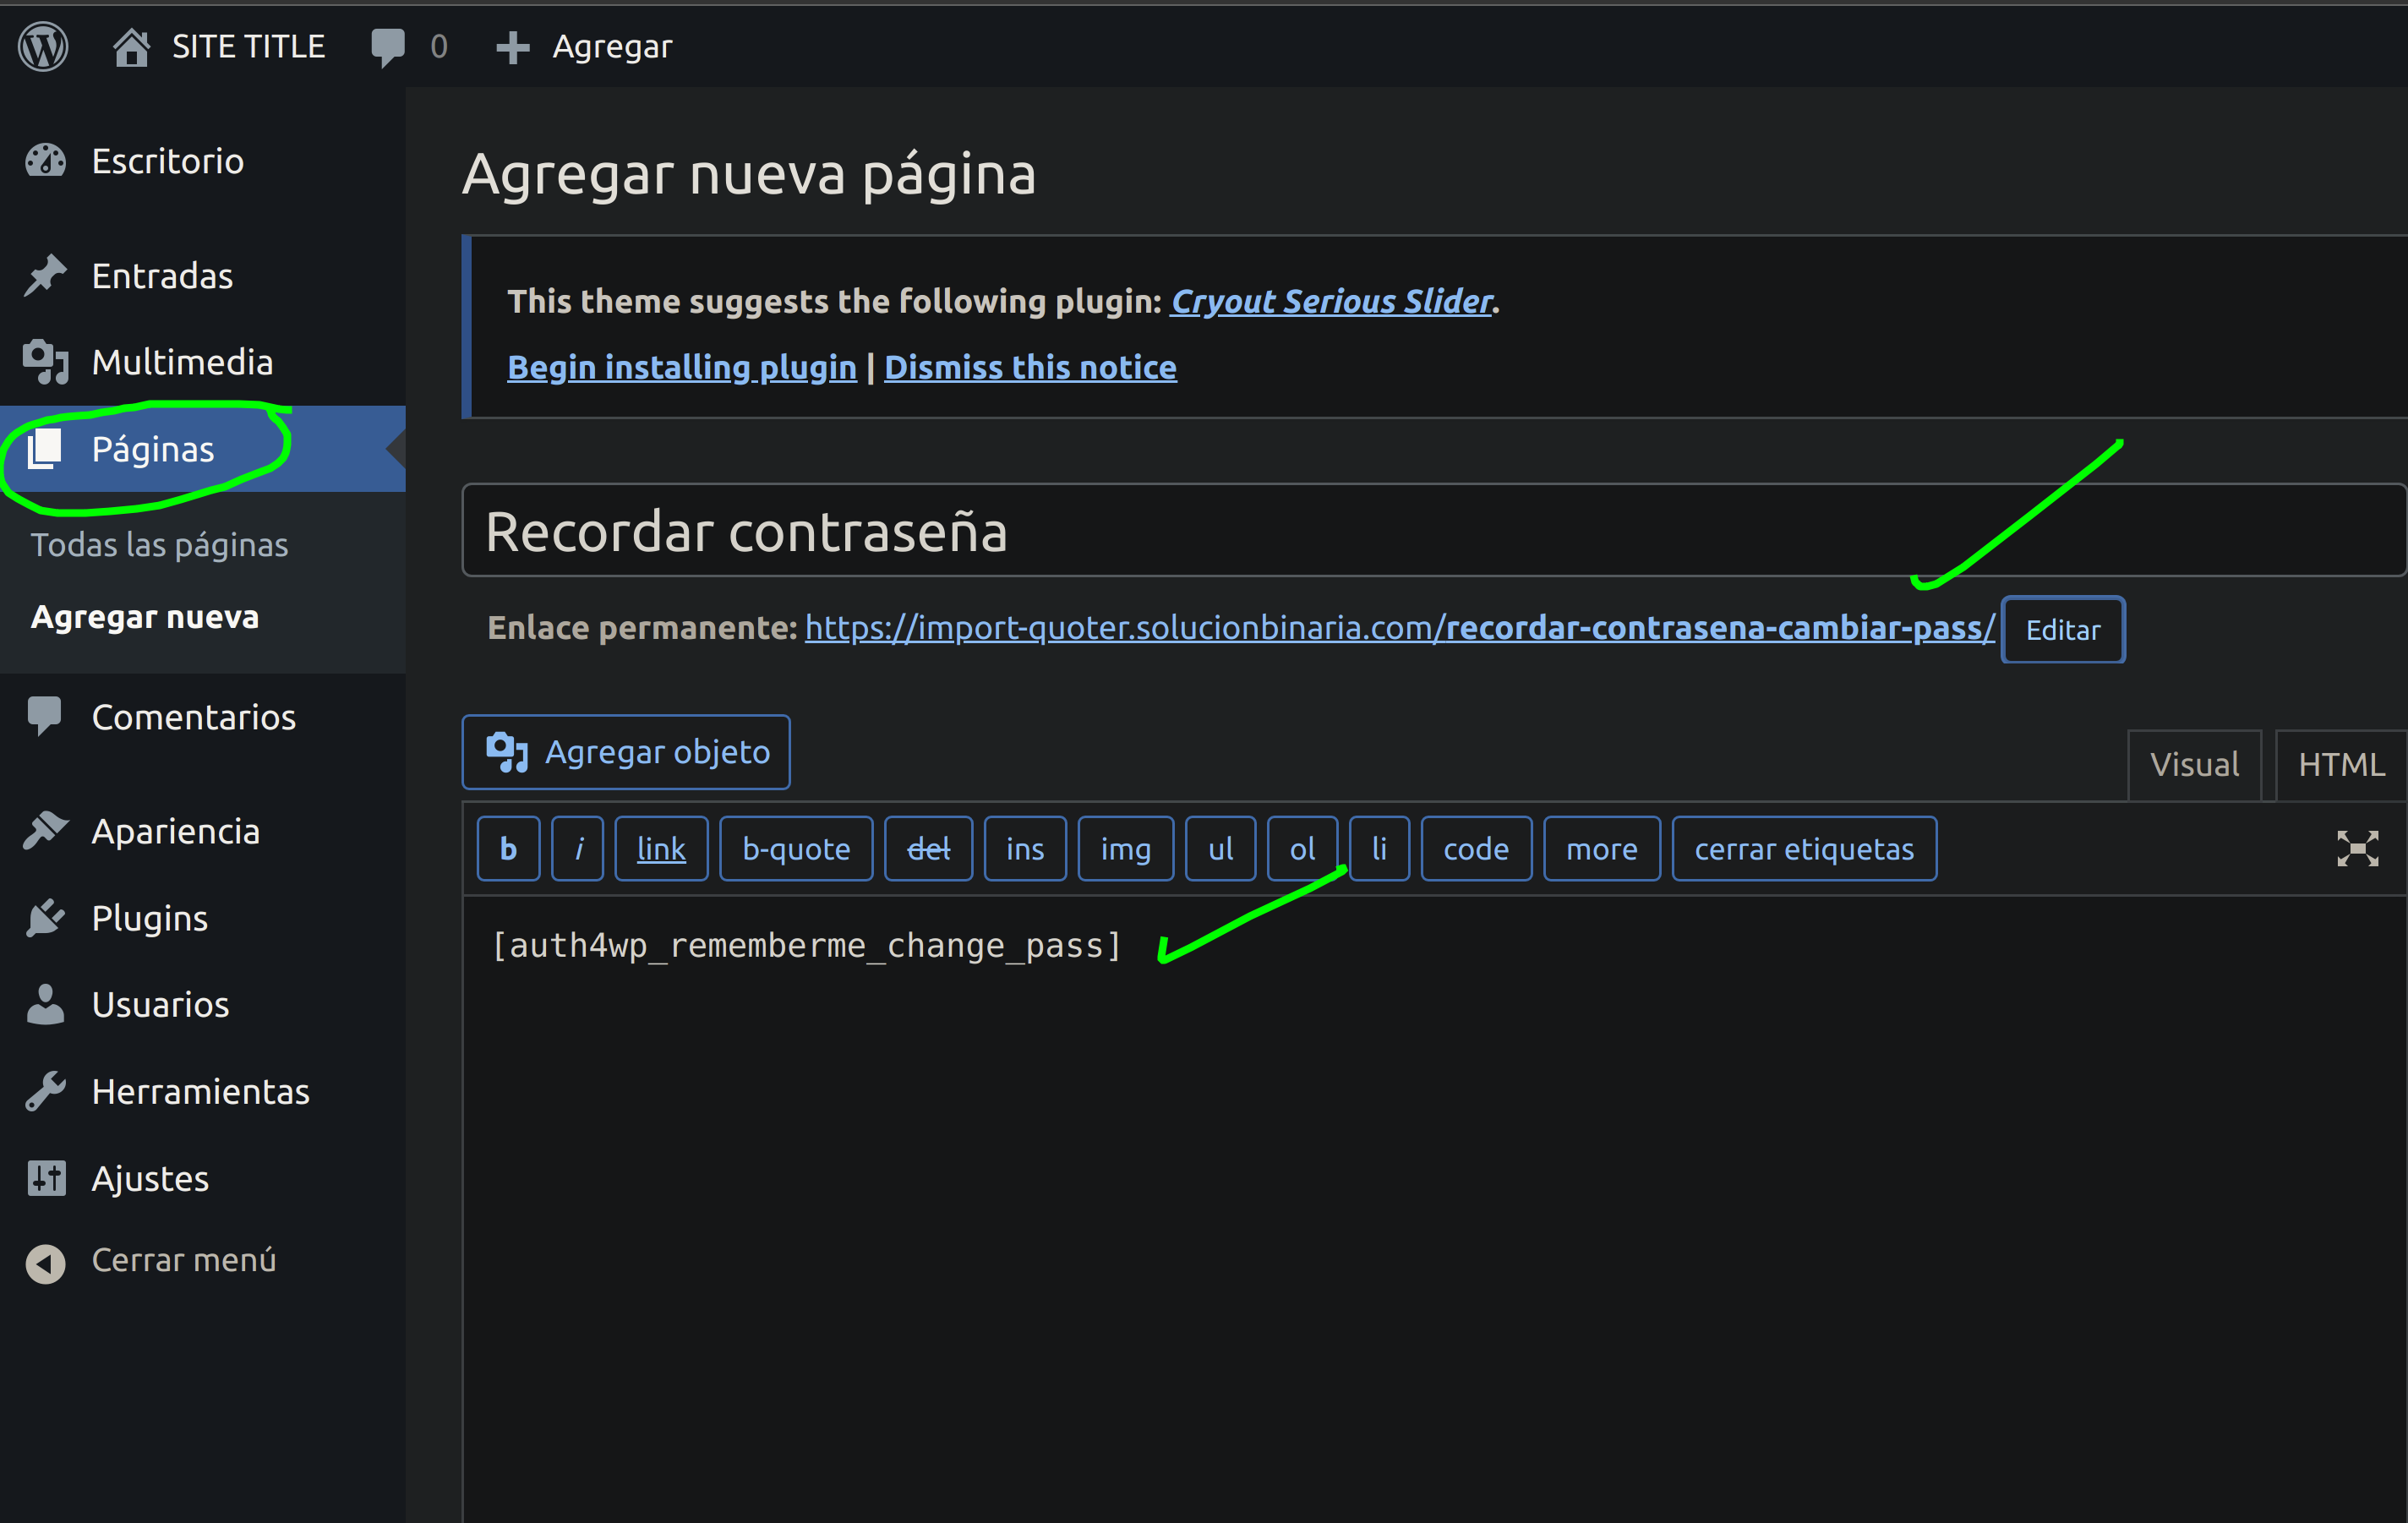 SITE TITLE 0 Agregar
Escritorio
Entradas
Multimedia
Páginas
Todas las páginas
Agregar nueva
Comentarios
Apariencia
Plugins
Usuarios
Herramientas
Ajustes
Cerrar menú
Agregar nueva página
This theme suggests the following plugin: Cryout Serious Slider.
Begin installing plugin | Dismiss this notice
Recordar contraseña
Enlace permanente: https://import-quoter.solucionbinaria.com/recordar-contrasena-cambiar-pass/ Editar
Agregar objeto
Visual HTML
b i link b-quote del ins img ul ol li code more cerrar etiquetas
[auth4wp_rememberme_change_pass]